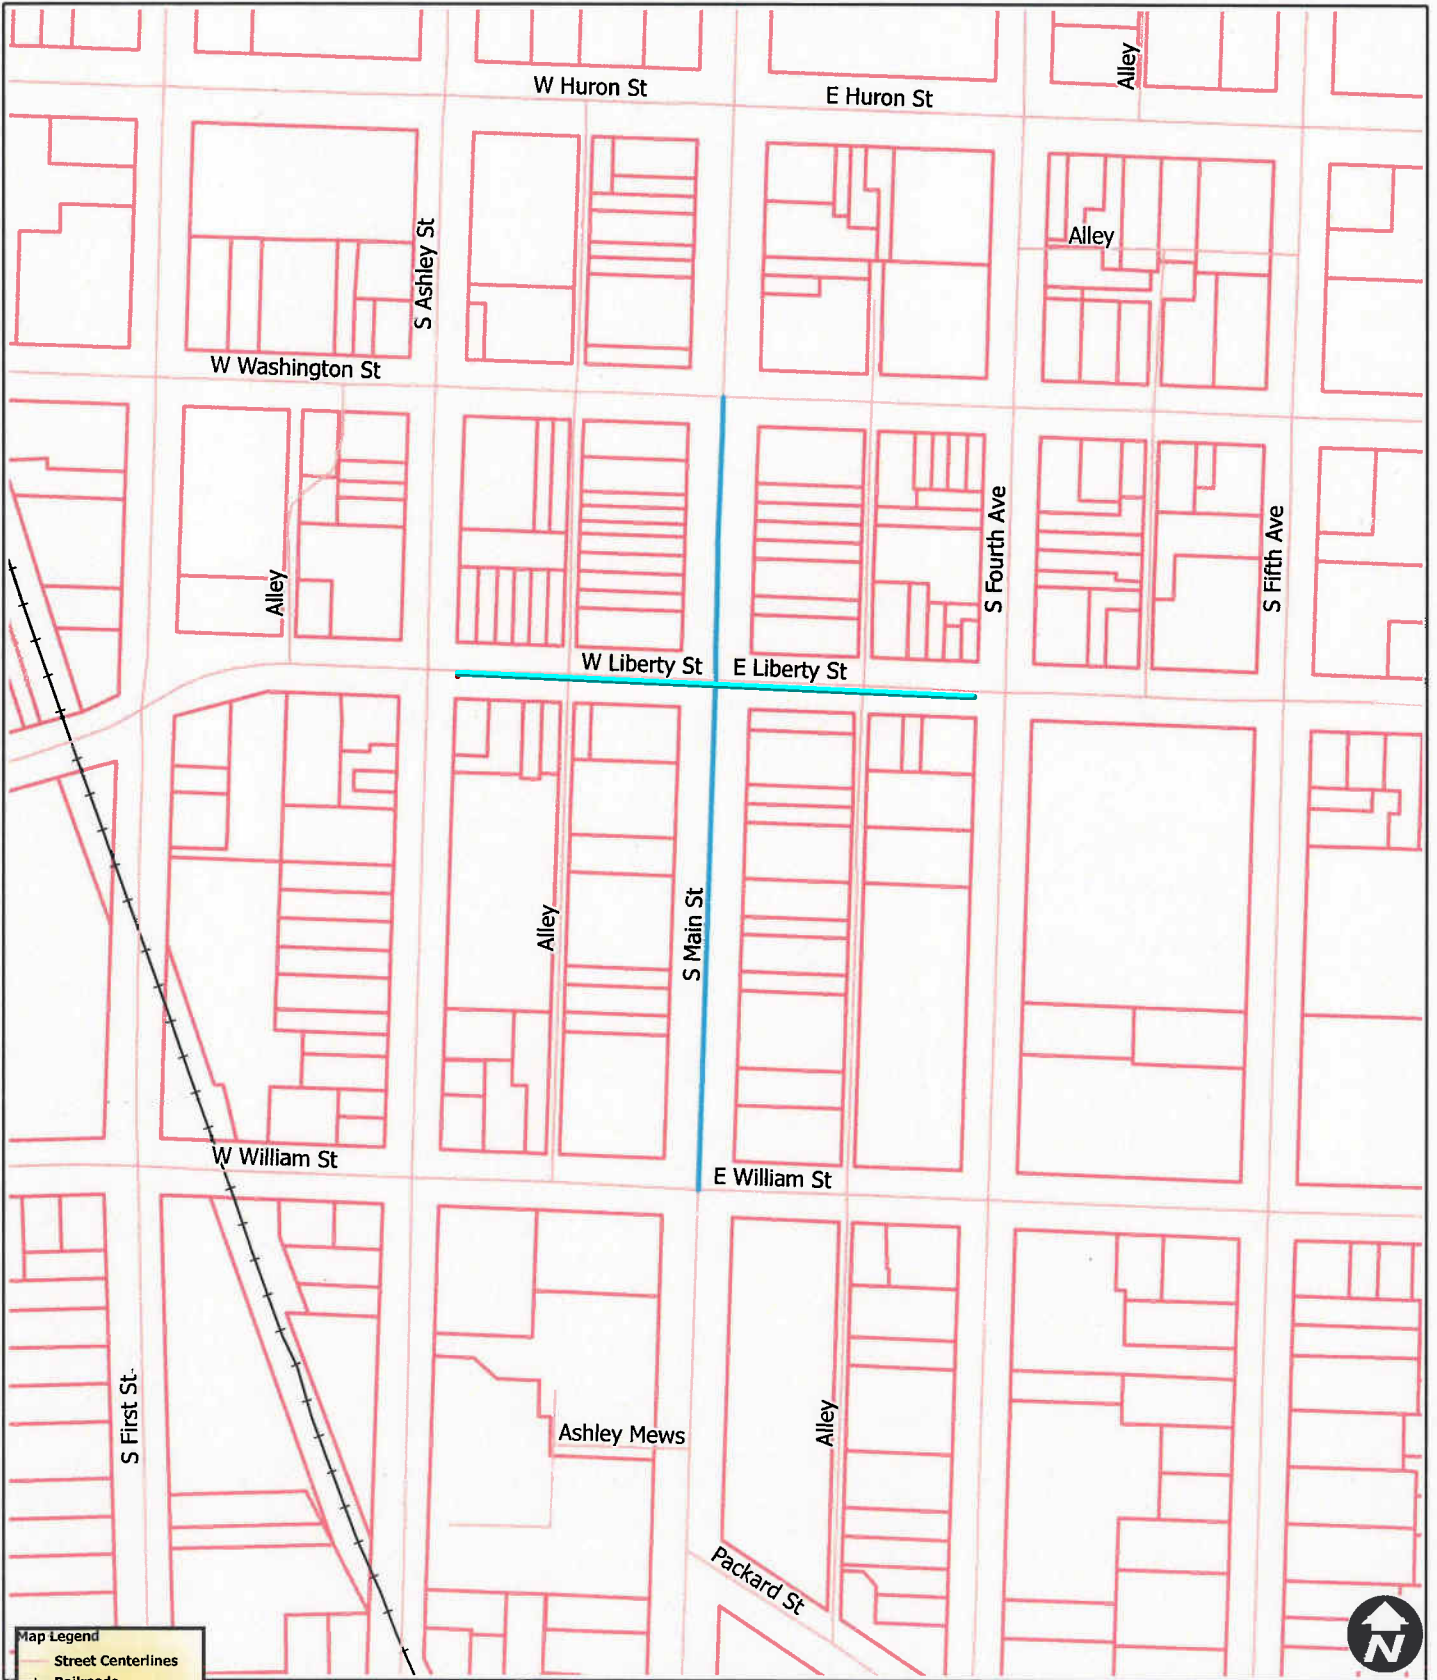 W Huron St
E Huron St
Alley
S Ashley St
Alley
W Washington St
Alley
S Fourth Ave
S Fifth Ave
W Liberty St
E Liberty St
Alley
S Main St
W William St
E William St
S First St
Ashley Mews
Alley
Packard St
Map Legend
Street Centerlines
Railroads
N